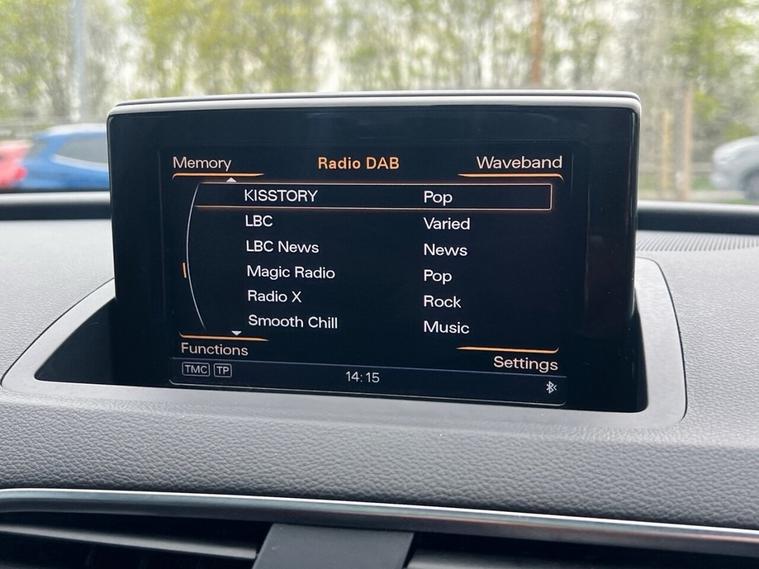 Memory Radio DAB Waveband
KISSTORY Pop
LBC Varied
LBC News News
Magic Radio Pop
Radio X Rock
Smooth Chill Music
Functions Settings
TMC TP 14:15